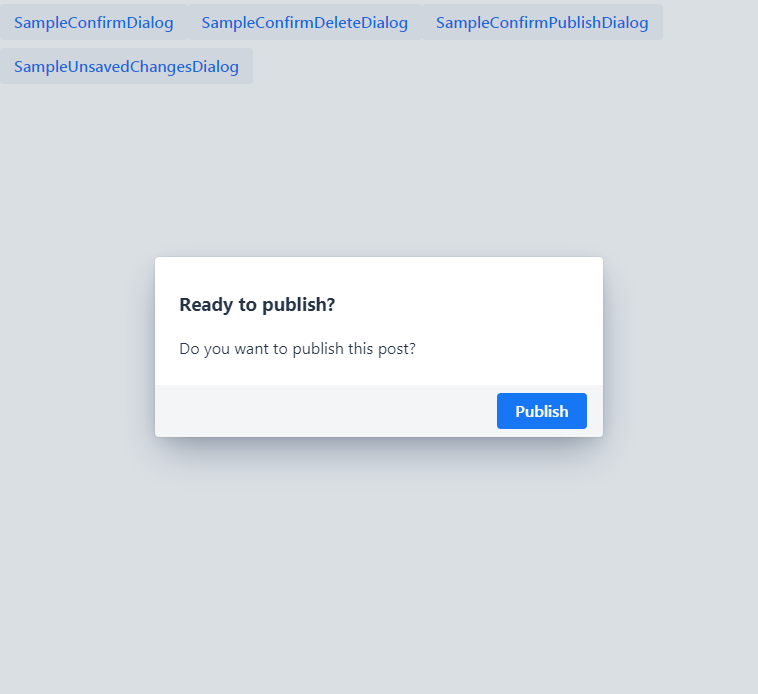 SampleConfirmDialog SampleConfirmDeleteDialog SampleConfirmPublishDialog
SampleUnsavedChangesDialog
Ready to publish?
Do you want to publish this post?
Publish